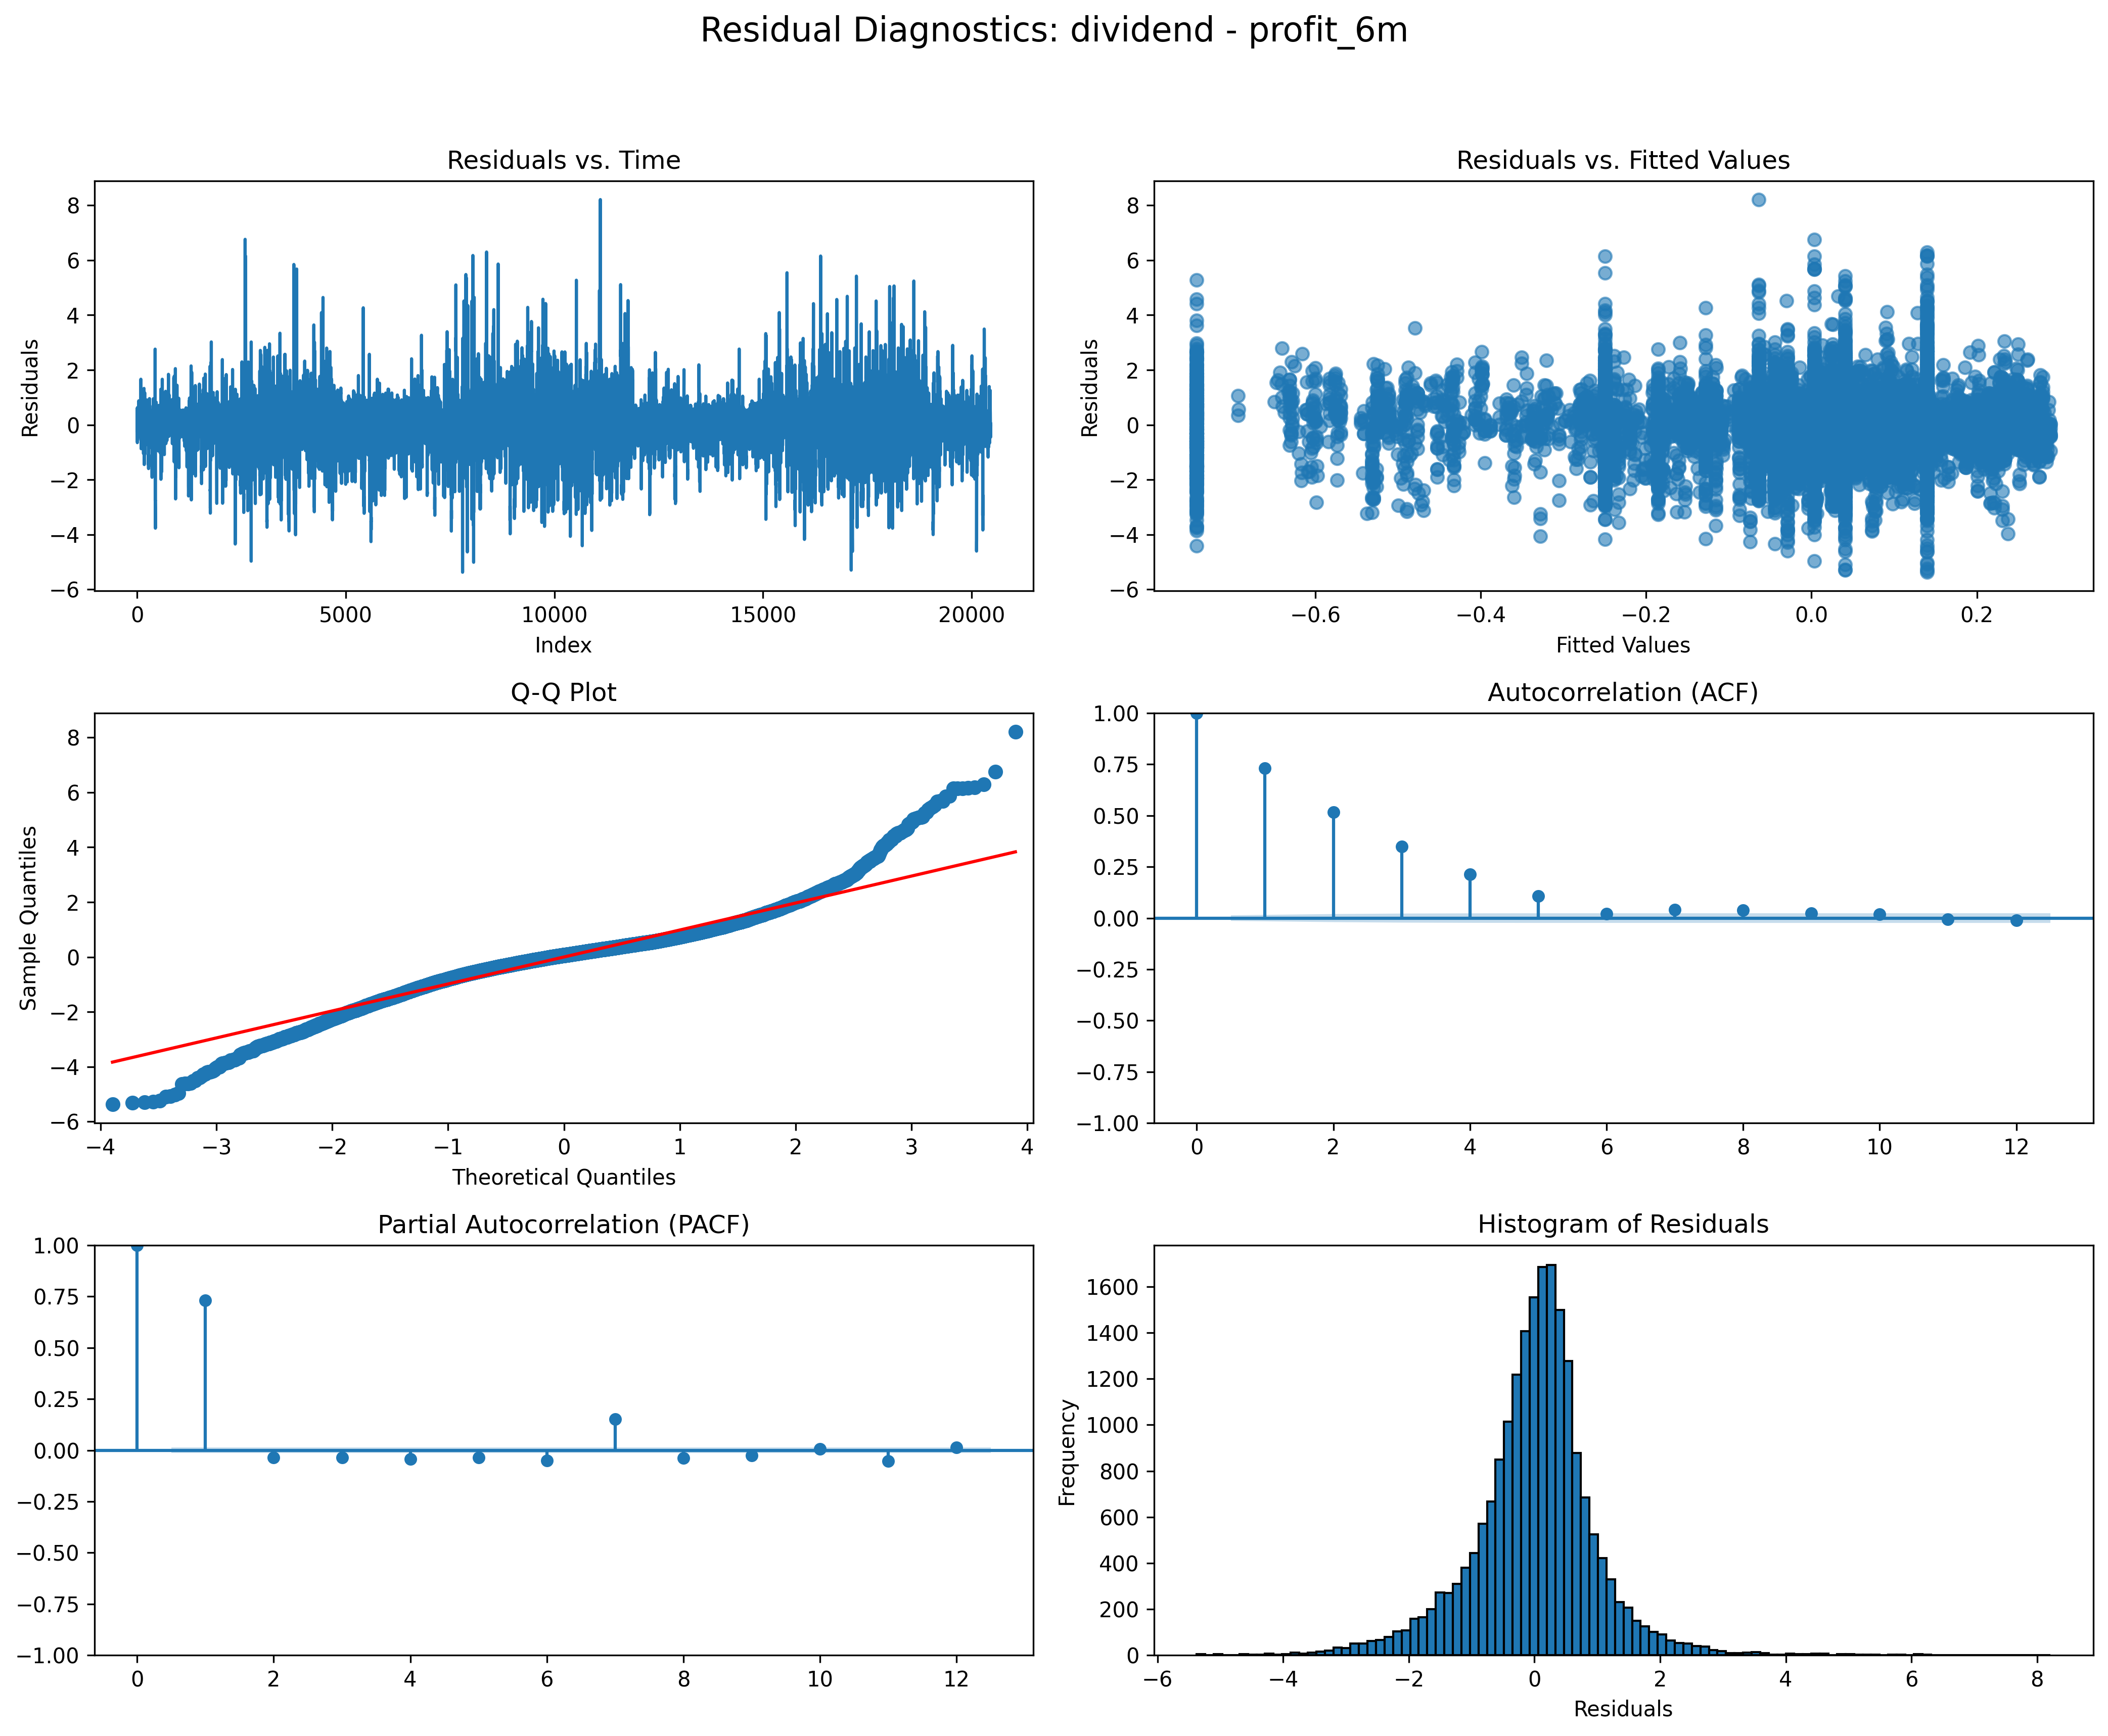 Residual Diagnostics: dividend - profit_6m
Residuals vs. Time
8
6
4
2
0
−2
−4
−6
Residuals
0 5000 10000 15000 20000
Index
Residuals vs. Fitted Values
8
6
4
2
0
−2
−4
−6
Residuals
−0.6 −0.4 −0.2 0.0 0.2
Fitted Values
Q-Q Plot
8
6
4
2
0
−2
−4
−6
Sample Quantiles
−4 −3 −2 −1 0 1 2 3 4
Theoretical Quantiles
Autocorrelation (ACF)
1.00
0.75
0.50
0.25
0.00
−0.25
−0.50
−0.75
−1.00
0 2 4 6 8 10 12
Partial Autocorrelation (PACF)
1.00
0.75
0.50
0.25
0.00
−0.25
−0.50
−0.75
−1.00
0 2 4 6 8 10 12
Histogram of Residuals
1600
1400
1200
1000
800
600
400
200
0
Frequency
−6 −4 −2 0 2 4 6 8
Residuals